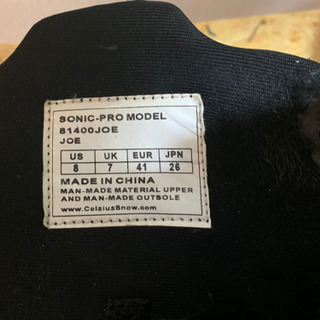 SONIC-PRO MODEL
81400JOE
JOE
US UK EUR JPN
8 7 41 26
MADE IN CHINA
MAN-MADE MATERIAL UPPER
AND MAN-MADE OUTSOLE
www.CelsiusSnow.com